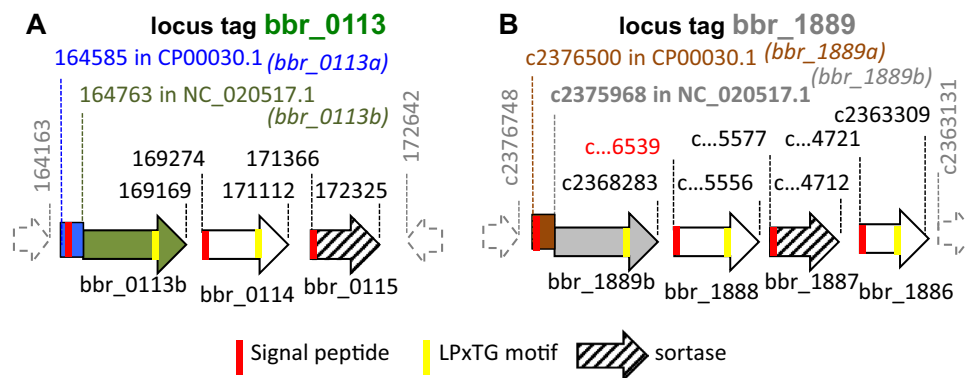 A
locus tag bbr_0113
164585 in CP00030.1 (bbr_0113a)
164763 in NC_020517.1
(bbr_0113b)
164163
172642
169274
171366
169169
171112
172325
bbr_0113b
bbr_0114
bbr_0115
B
locus tag bbr_1889
c2376500 in CP00030.1 (bbr_1889a)
(bbr_1889b)
c2375968 in NC_020517.1
c2376748
c2363131
c2363309
c...6539
c...5577
c...4721
c2368283
c...5556
c...4712
bbr_1889b
bbr_1888
bbr_1887
bbr_1886
Signal peptide
LPxTG motif
sortase